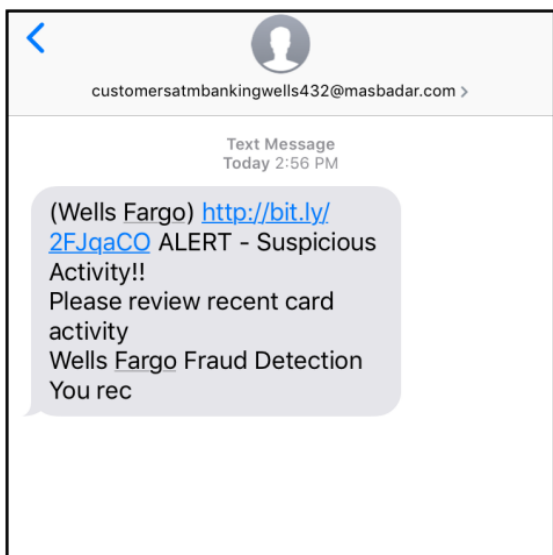 customersatmbankingwells432@masbadar.com >
Text Message
Today 2:56 PM
(Wells Fargo) http://bit.ly/
2FJqaCO ALERT - Suspicious
Activity!!
Please review recent card
activity
Wells Fargo Fraud Detection
You rec